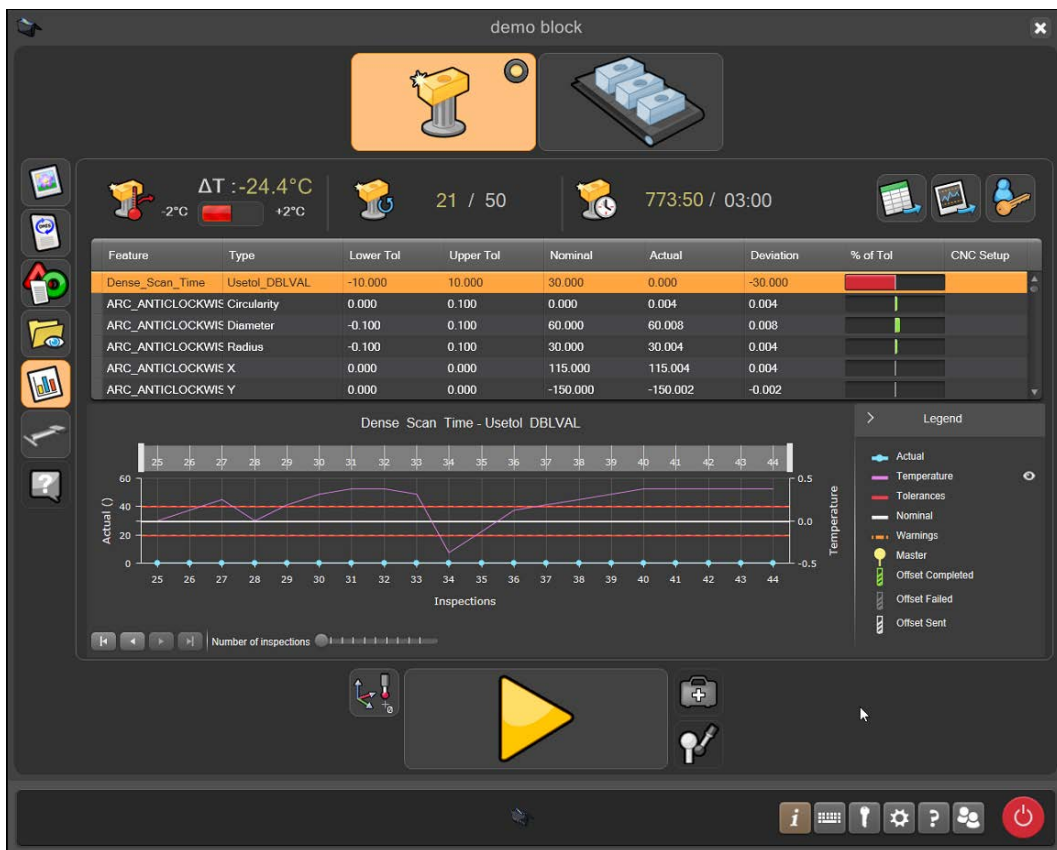 demo block
ΔT :-24.4°C
-2°C +2°C
21 / 50
773:50 / 03:00
Feature Type Lower Tol Upper Tol Nominal Actual Deviation % of Tol CNC Setup
Dense_Scan_Time Usetol_DBLVAL -10.000 10.000 30.000 0.000 -30.000
ARC_ANTICLOCKWIS Circularity 0.000 0.100 0.000 0.004 0.004
ARC_ANTICLOCKWIS Diameter -0.100 0.100 60.000 60.008 0.008
ARC_ANTICLOCKWIS Radius -0.100 0.100 30.000 30.004 0.004
ARC_ANTICLOCKWIS X 0.000 0.000 115.000 115.004 0.004
ARC_ANTICLOCKWIS Y 0.000 0.000 -150.000 -150.002 -0.002
Dense_Scan_Time - Usetol_DBLVAL
25 26 27 28 29 30 31 32 33 34 35 36 37 38 39 40 41 42 43 44
60 0.5
40
0.0
20
0 -0.5
Actual ()
Temperature
25 26 27 28 29 30 31 32 33 34 35 36 37 38 39 40 41 42 43 44
Inspections
Number of inspections
> Legend
Actual
Temperature
Tolerances
Nominal
Warnings
Master
Offset Completed
Offset Failed
Offset Sent